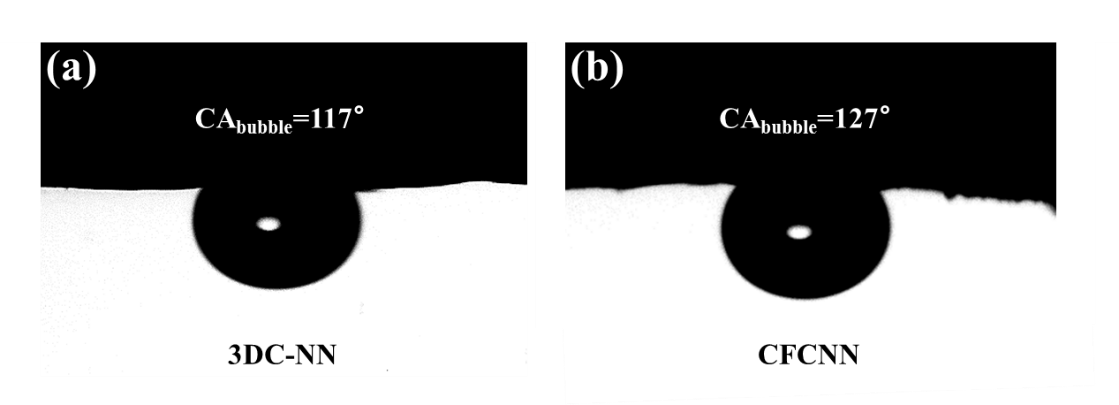 (a)
CAbubble=117°
3DC-NN
(b)
CAbubble=127°
CFCNN